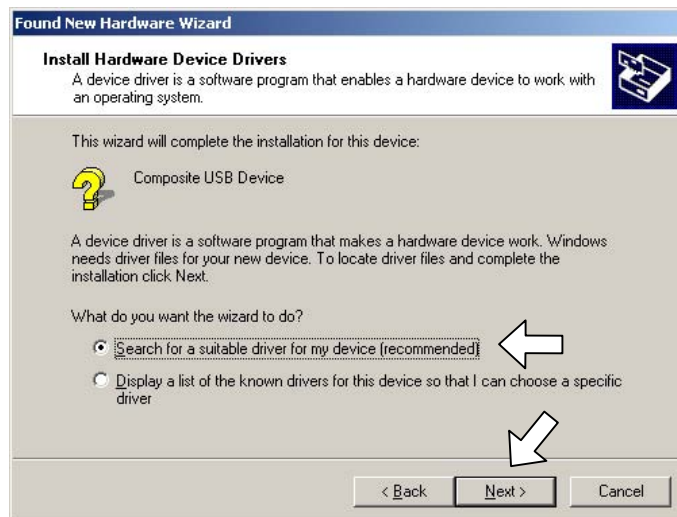 Found New Hardware Wizard
Install Hardware Device Drivers
A device driver is a software program that enables a hardware device to work with
an operating system.
This wizard will complete the installation for this device:
Composite USB Device
A device driver is a software program that makes a hardware device work. Windows
needs driver files for your new device. To locate driver files and complete the
installation click Next.
What do you want the wizard to do?
Search for a suitable driver for my device (recommended)
Display a list of the known drivers for this device so that I can choose a specific
driver
< Back Next > Cancel